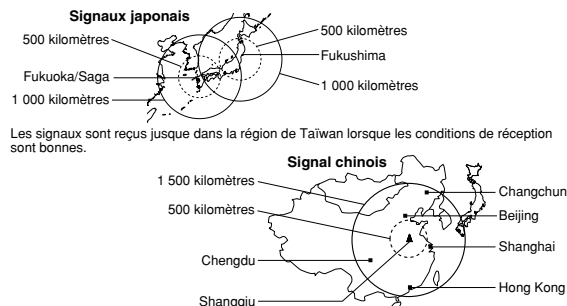 Signaux japonais
500 kilomètres
500 kilomètres
Fukushima
Fukuoka/Saga
1 000 kilomètres
1 000 kilomètres
Les signaux sont reçus jusque dans la région de Taïwan lorsque les conditions de réception
sont bonnes.
Signal chinois
1 500 kilomètres
Changchun
500 kilomètres
Beijing
Shanghai
Chengdu
Hong Kong
Shangqiu